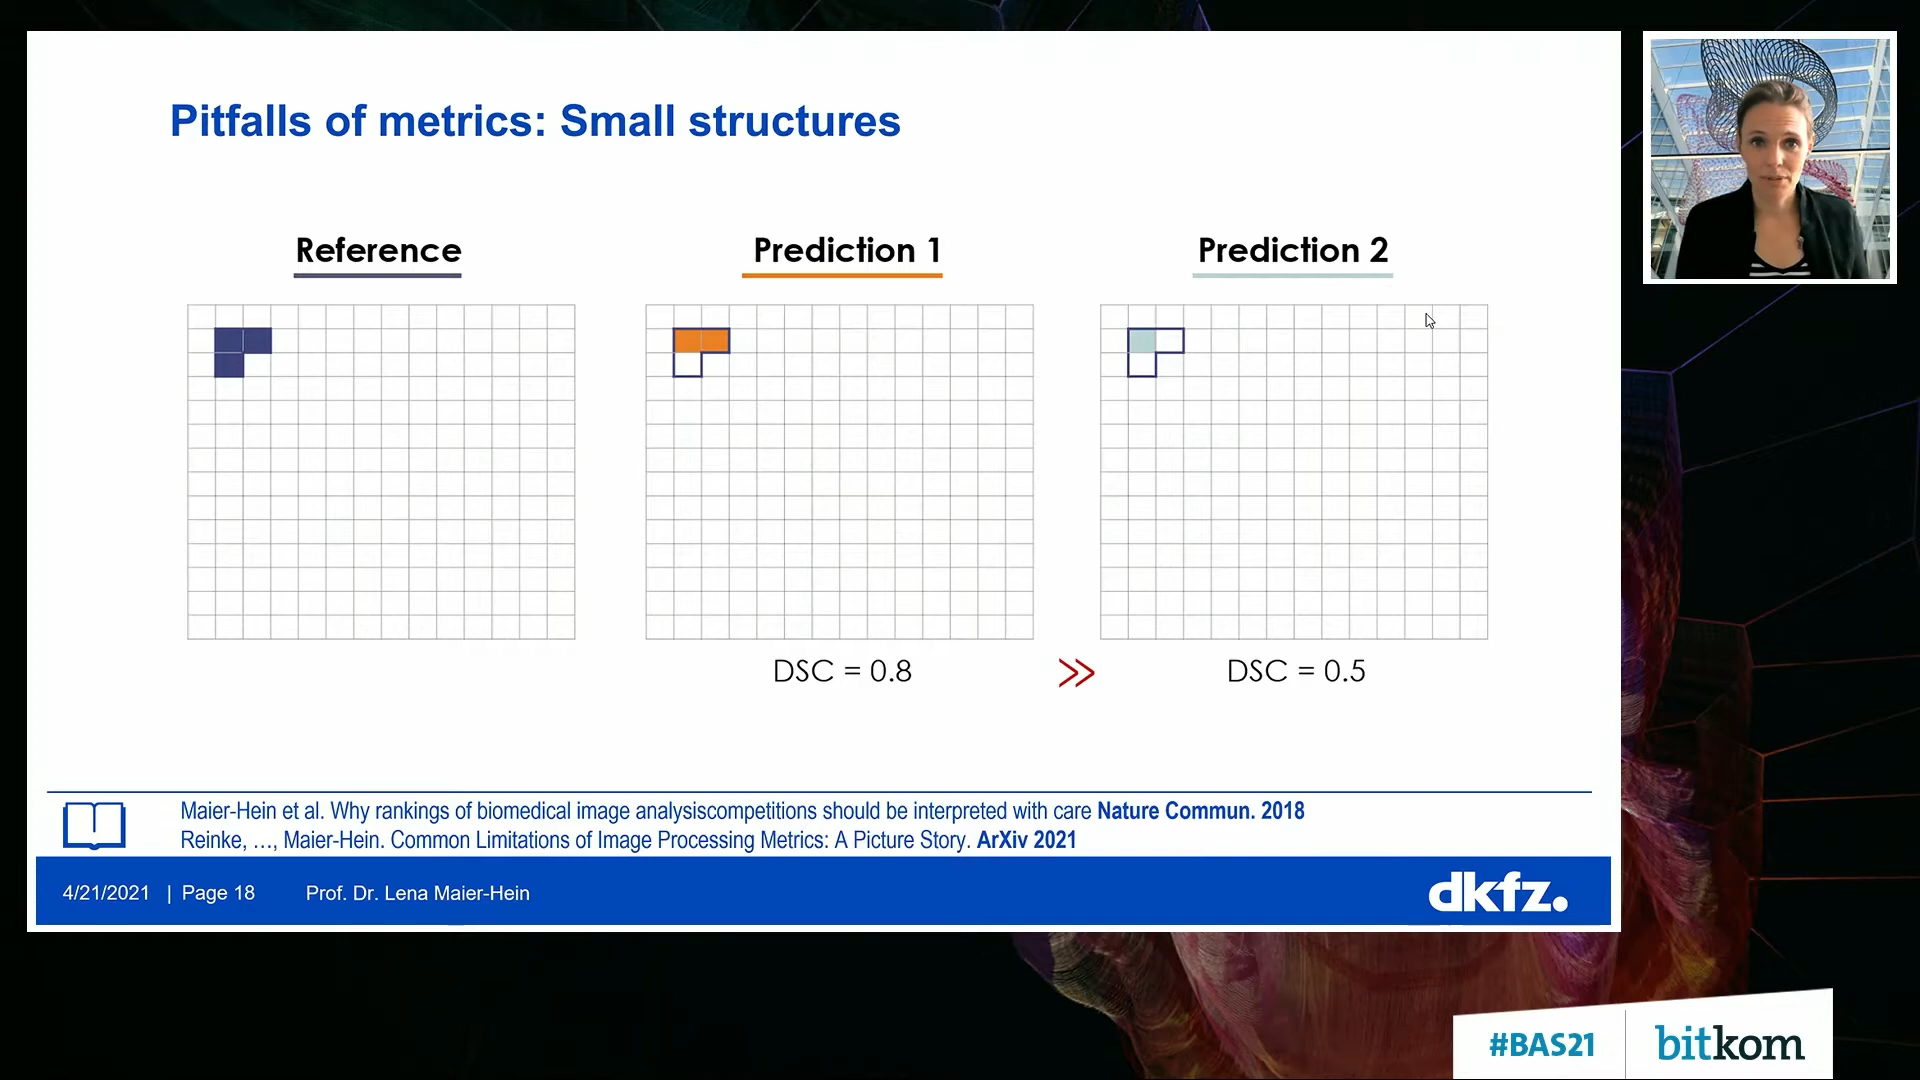 Pitfalls of metrics: Small structures
Reference
Prediction 1
Prediction 2
DSC = 0.8
>>
DSC = 0.5
Maier-Hein et al. Why rankings of biomedical image analysiscompetitions should be interpreted with care Nature Commun. 2018
Reinke, ..., Maier-Hein. Common Limitations of Image Processing Metrics: A Picture Story. ArXiv 2021
4/21/2021 | Page 18 Prof. Dr. Lena Maier-Hein
dkfz.
#BAS21
bitkom